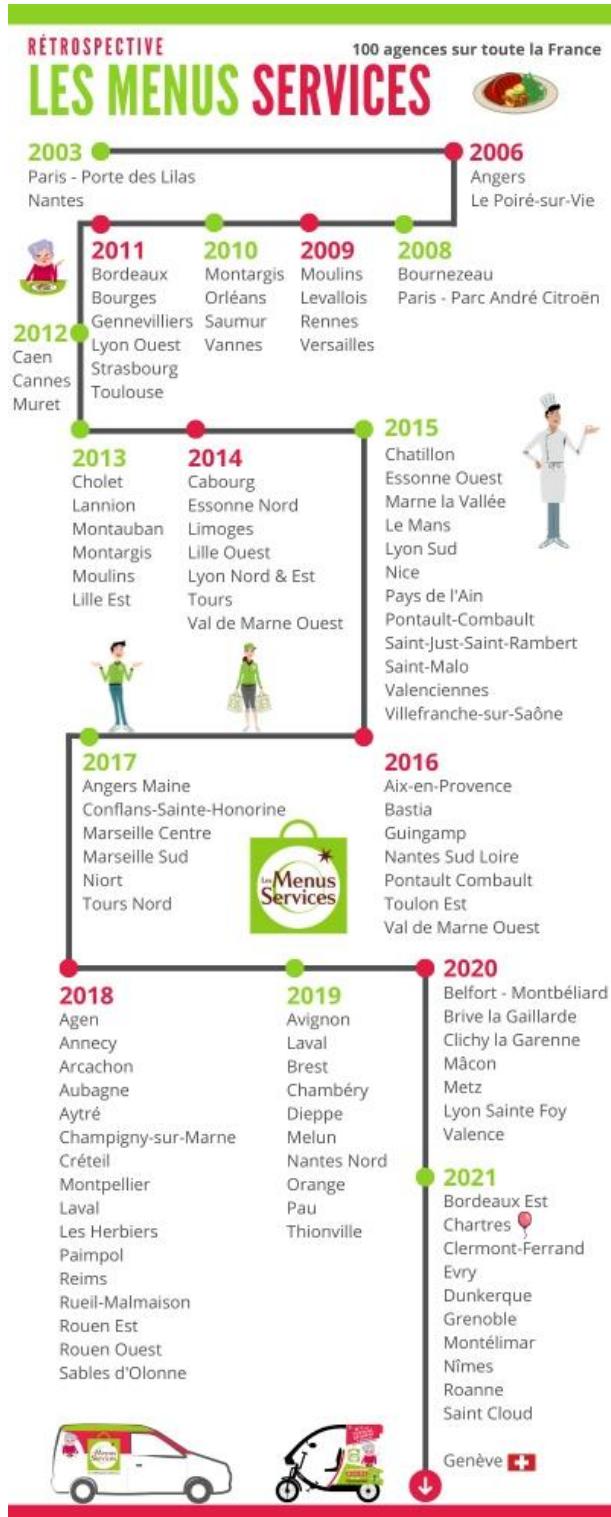 RÉTROSPECTIVE
100 agences sur toute la France
LES MENUS SERVICES
2003
Paris - Porte des Lilas
Nantes
2006
Angers
Le Poiré-sur-Vie
2008
Bournezeau
Paris - Parc André Citroën
2009
Moulins
Levallois
Rennes
Versailles
2010
Montargis
Orléans
Saumur
Vannes
2011
Bordeaux
Bourges
Gennevilliers
Lyon Ouest
Strasbourg
Toulouse
2012
Caen
Cannes
Muret
2013
Cholet
Lannion
Montauban
Montargis
Moulins
Lille Est
2014
Cabourg
Essonne Nord
Limoges
Lille Ouest
Lyon Nord & Est
Tours
Val de Marne Ouest
2015
Chatillon
Essonne Ouest
Marne la Vallée
Le Mans
Lyon Sud
Nice
Pays de l'Ain
Pontault-Combault
Saint-Just-Saint-Rambert
Saint-Malo
Valenciennes
Villefranche-sur-Saône
2016
Aix-en-Provence
Bastia
Guingamp
Nantes Sud Loire
Pontault Combault
Toulon Est
Val de Marne Ouest
2017
Angers Maine
Conflans-Sainte-Honorine
Marseille Centre
Marseille Sud
Niort
Tours Nord
Les Menus
Services
2018
Agen
Annecy
Arcachon
Aubagne
Aytré
Champigny-sur-Marne
Créteil
Montpellier
Laval
Les Herbiers
Paimpol
Reims
Rueil-Malmaison
Rouen Est
Rouen Ouest
Sables d'Olonne
2019
Avignon
Laval
Brest
Chambéry
Dieppe
Melun
Nantes Nord
Orange
Pau
Thionville
2020
Belfort - Montbéliard
Brive la Gaillarde
Clichy la Garenne
Mâcon
Metz
Lyon Sainte Foy
Valence
2021
Bordeaux Est
Chartres
Clermont-Ferrand
Evry
Dunkerque
Grenoble
Montélimar
Nîmes
Roanne
Saint Cloud
Genève
Menus
Services